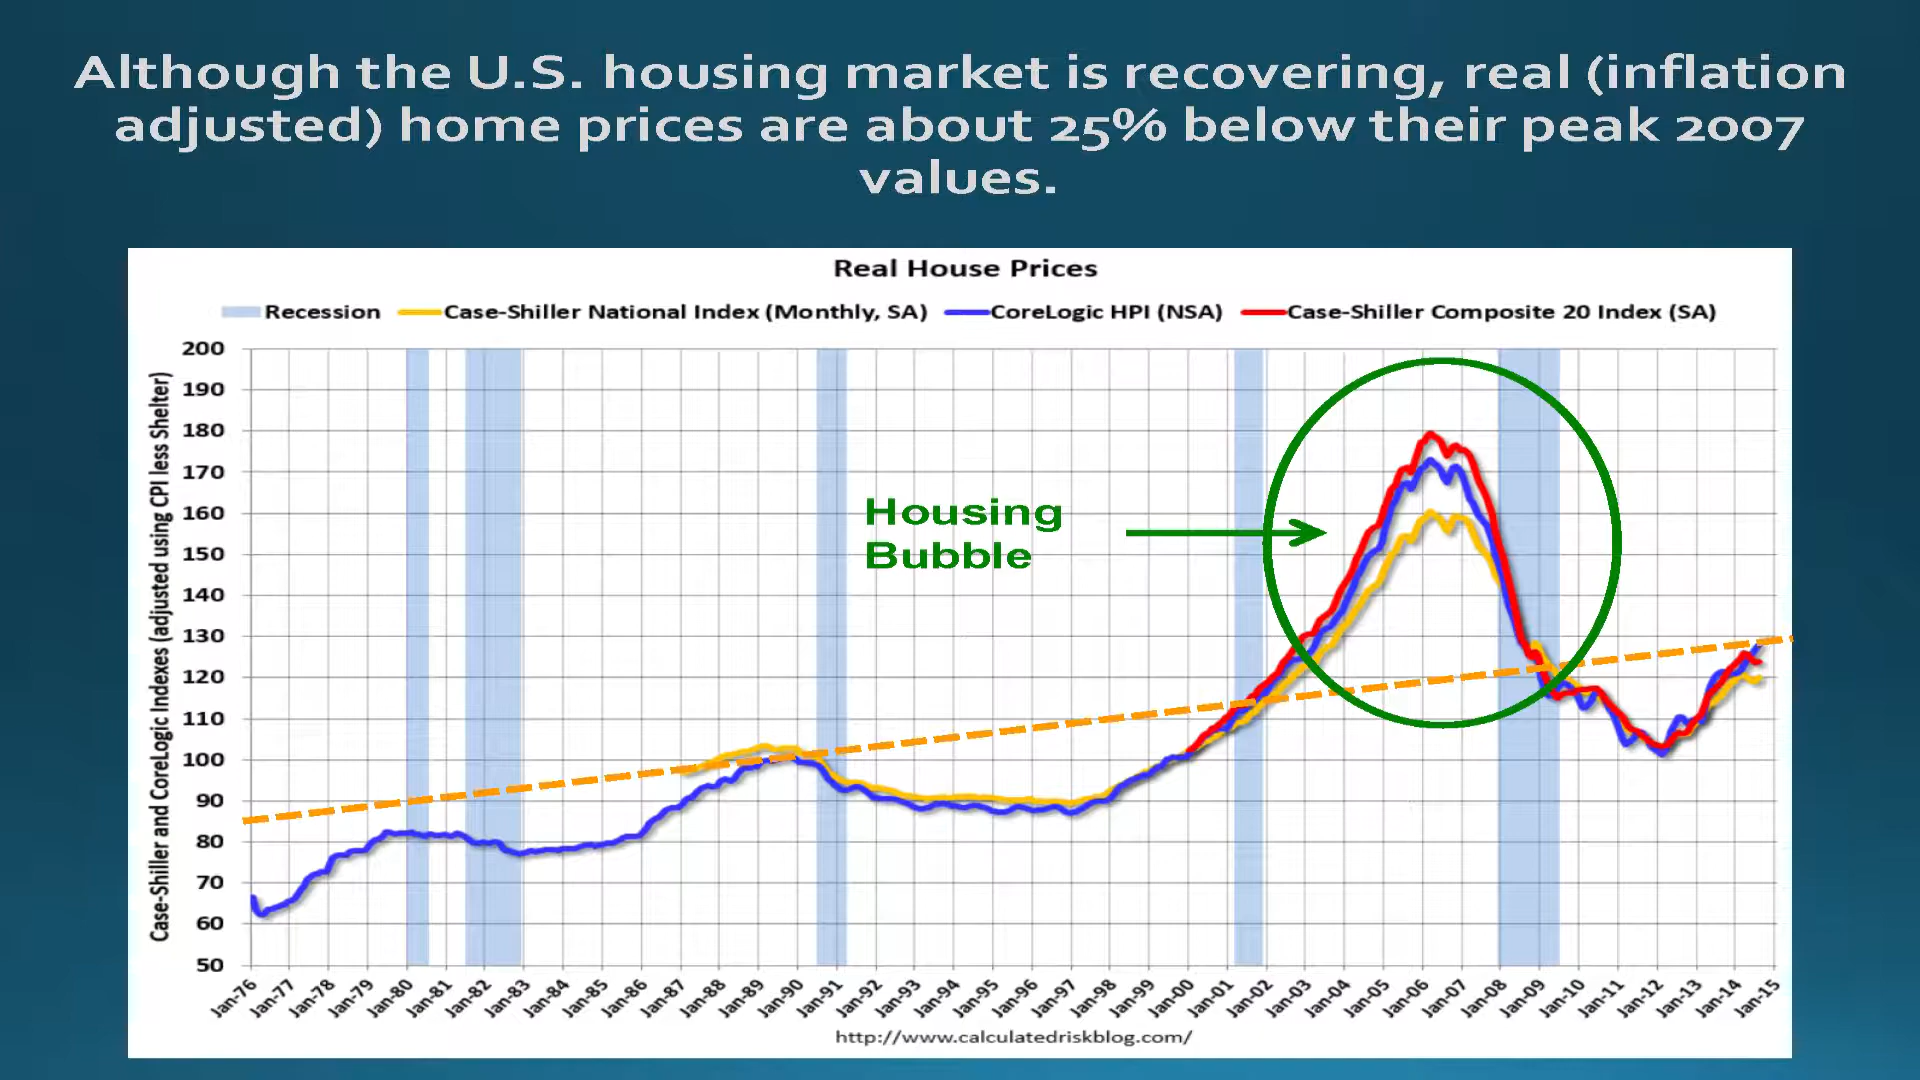 Although the U.S. housing market is recovering, real (inflation
adjusted) home prices are about 25% below their peak 2007
values.
Real House Prices
Recession Case-Shiller National Index (Monthly, SA) CoreLogic HPI (NSA) Case-Shiller Composite 20 Index (SA)
Case-Shiller and CoreLogic Indexes (adjusted using CPI less Shelter)
200
190
180
170
160
150
140
130
120
110
100
90
80
70
60
50
Housing
Bubble
Jan-76 Jan-77 Jan-78 Jan-79 Jan-80 Jan-81 Jan-82 Jan-83 Jan-84 Jan-85 Jan-86 Jan-87 Jan-88 Jan-89 Jan-90 Jan-91 Jan-92 Jan-93 Jan-94 Jan-95 Jan-96 Jan-97 Jan-98 Jan-99 Jan-00 Jan-01 Jan-02 Jan-03 Jan-04 Jan-05 Jan-06 Jan-07 Jan-08 Jan-09 Jan-10 Jan-11 Jan-12 Jan-13 Jan-14 Jan-15
http://www.calculatedriskblog.com/